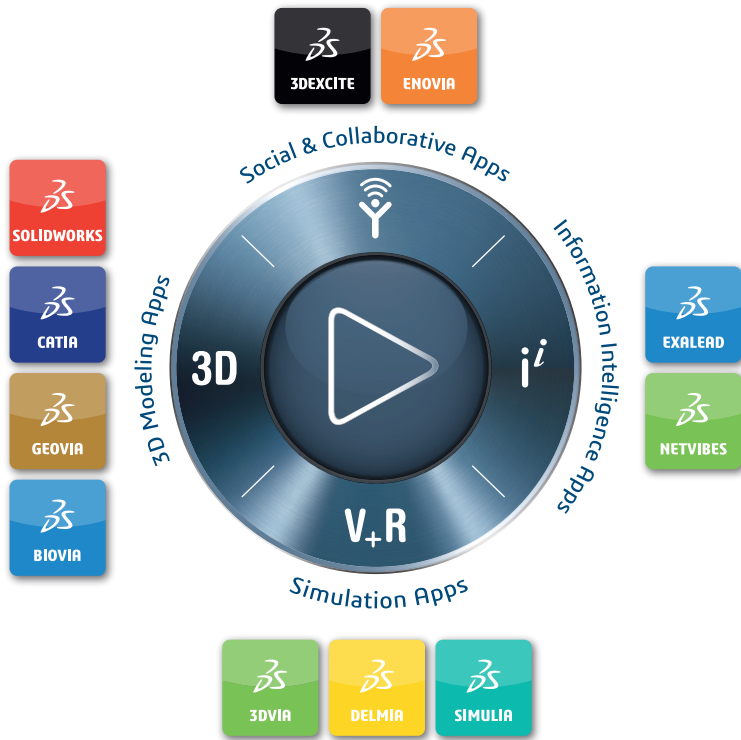 3DEXCITE
ENOVIA
Social & Collaborative Apps
SOLIDWORKS
CATIA
GEOVIA
BIOVIA
3D Modeling Apps
3D
i i
V+R
Information Intelligence Apps
EXALEAD
NETVIBES
Simulation Apps
3DVIA
DELMIA
SIMULIA